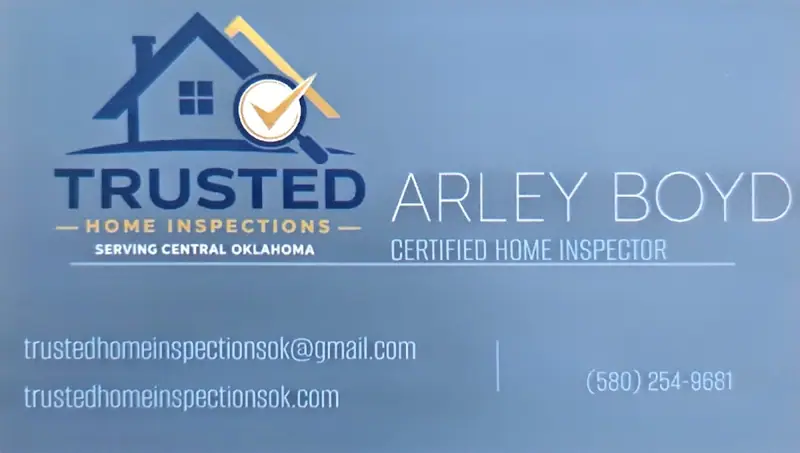 TRUSTED
HOME INSPECTIONS
SERVING CENTRAL OKLAHOMA
ARLEY BOYD
CERTIFIED HOME INSPECTOR
trustedhomeinspectionsok@gmail.com
trustedhomeinspectionsok.com
(580) 254-9681